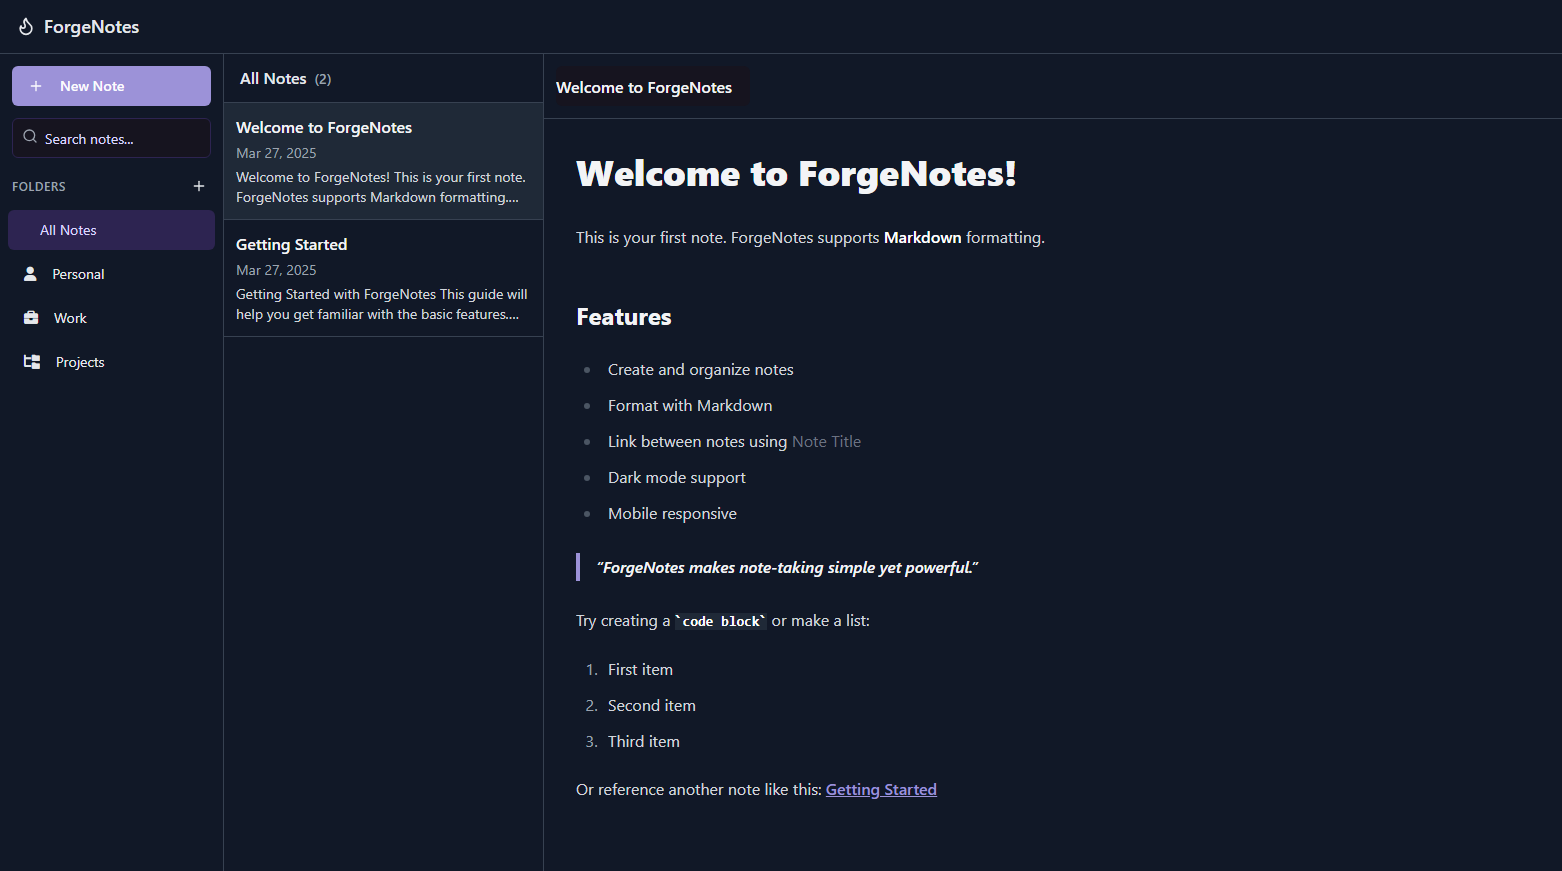 ForgeNotes
New Note
Search notes...
FOLDERS
All Notes
Personal
Work
Projects
All Notes (2)
Welcome to ForgeNotes
Mar 27, 2025
Welcome to ForgeNotes! This is your first note.
ForgeNotes supports Markdown formatting....
Getting Started
Mar 27, 2025
Getting Started with ForgeNotes This guide will
help you get familiar with the basic features....
Welcome to ForgeNotes
Welcome to ForgeNotes!
This is your first note. ForgeNotes supports Markdown formatting.
Features
Create and organize notes
Format with Markdown
Link between notes using Note Title
Dark mode support
Mobile responsive
“ForgeNotes makes note-taking simple yet powerful.”
Try creating a `code block` or make a list:
1. First item
2. Second item
3. Third item
Or reference another note like this: Getting Started